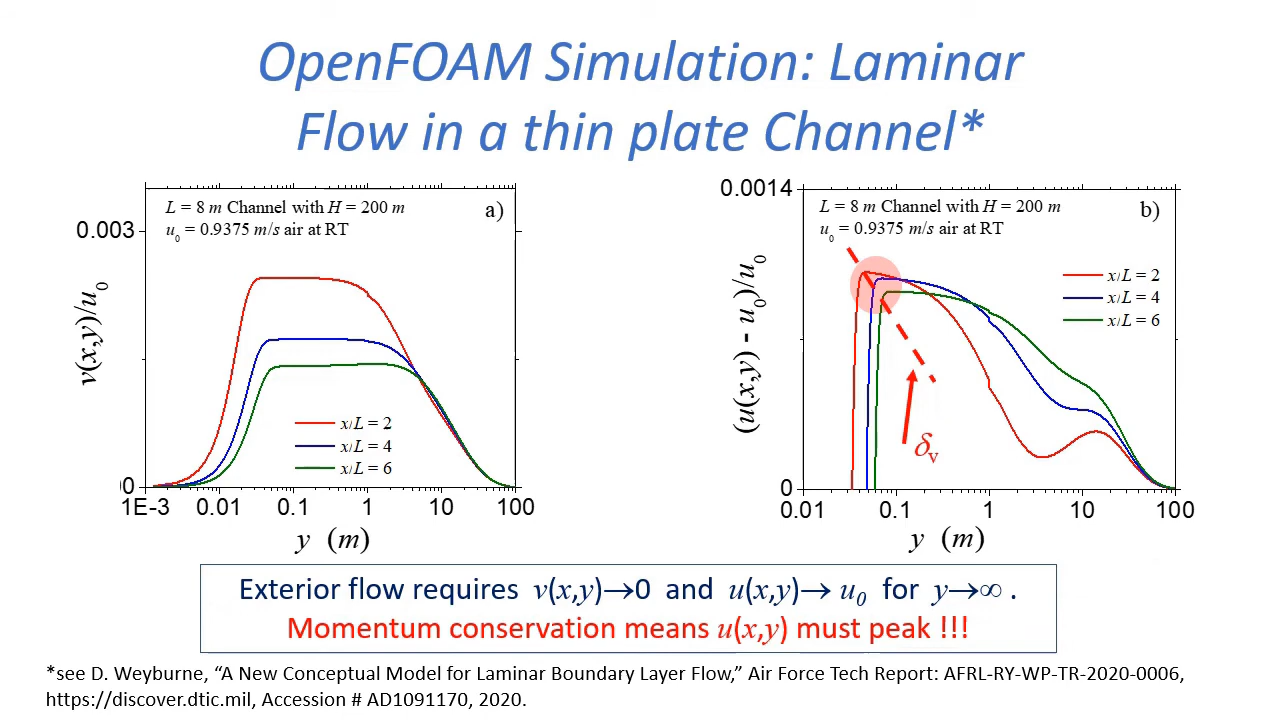 OpenFOAM Simulation: Laminar
Flow in a thin plate Channel*
L = 8 m Channel with H = 200 m
u0 = 0.9375 m/s air at RT
a)
0.003
v(x,y)/u0
x/L = 2
x/L = 4
x/L = 6
0
1E-3 0.01 0.1 1 10 100
y (m)
0.0014
L = 8 m Channel with H = 200 m
u0 = 0.9375 m/s air at RT
b)
(u(x,y) - u0)/u0
x/L = 2
x/L = 4
x/L = 6
δv
0
0.01 0.1 1 10 100
y (m)
Exterior flow requires v(x,y)→0 and u(x,y)→ u0 for y→∞ .
Momentum conservation means u(x,y) must peak !!!
*see D. Weyburne, “A New Conceptual Model for Laminar Boundary Layer Flow,” Air Force Tech Report: AFRL-RY-WP-TR-2020-0006,
https://discover.dtic.mil, Accession # AD1091170, 2020.